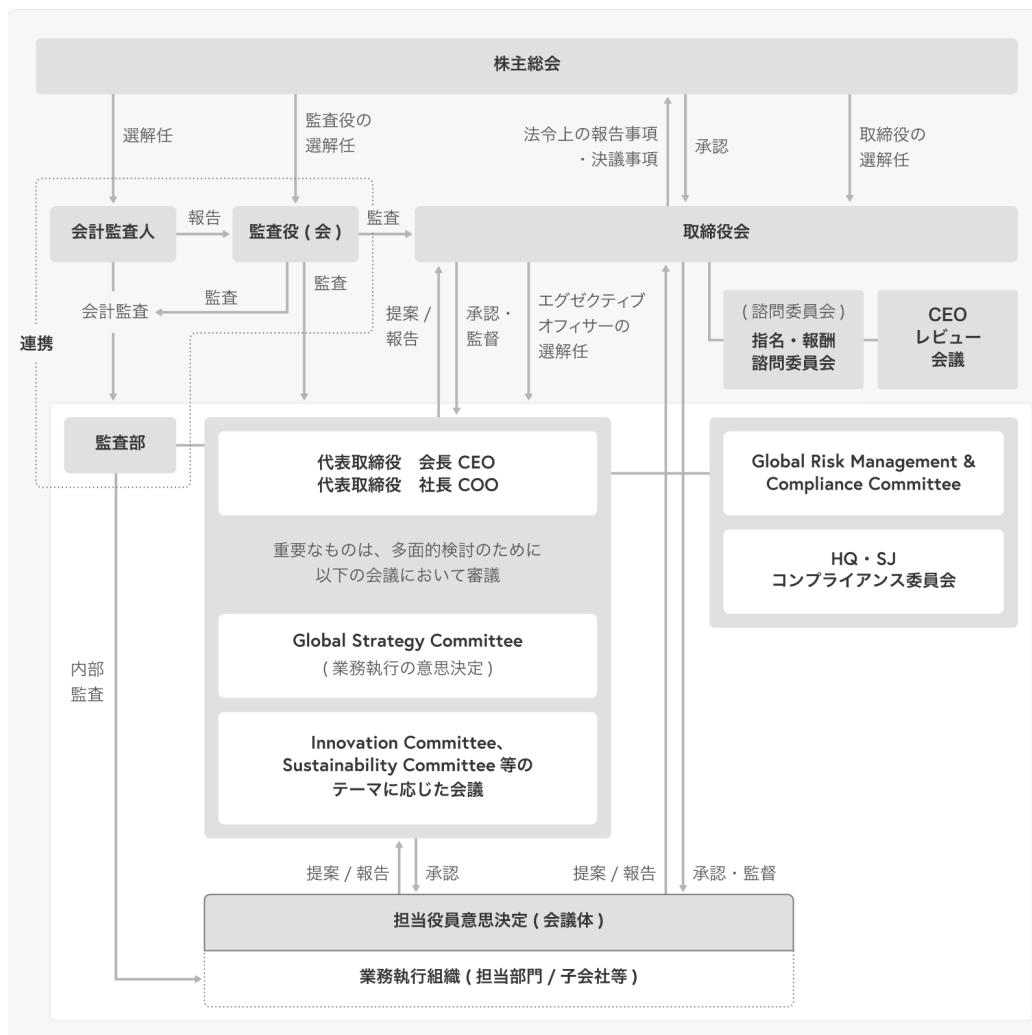 株主総会
選解任
監査役の
選解任
法令上の報告事項
・決議事項
承認
取締役の
選解任
会計監査人
報告
監査役 ( 会 )
監査
取締役会
会計監査
監査
監査
提案 /
報告
承認・
監督
エグゼクティブ
オフィサーの
選解任
( 諮問委員会 )
指名・報酬
諮問委員会
CEO
レビュー
会議
連携
監査部
代表取締役　会長 CEO
代表取締役　社長 COO
Global Risk Management &
Compliance Committee
重要なものは、多面的検討のために
以下の会議において審議
HQ・SJ
コンプライアンス委員会
Global Strategy Committee
( 業務執行の意思決定 )
内部
監査
Innovation Committee、
Sustainability Committee 等の
テーマに応じた会議
提案 / 報告
承認
提案 / 報告
承認・監督
担当役員意思決定 ( 会議体 )
業務執行組織 ( 担当部門 / 子会社等 )